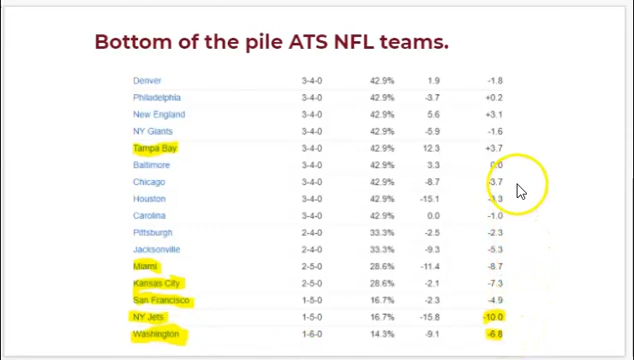 Bottom of the pile ATS NFL teams.
Denver 3-4-0 42.9% 1.9 -1.8
Philadelphia 3-4-0 42.9% -3.7 +0.2
New England 3-4-0 42.9% 5.6 +3.1
NY Giants 3-4-0 42.9% -5.9 -1.6
Tampa Bay 3-4-0 42.9% 12.3 +3.7
Baltimore 3-4-0 42.9% 3.3 0.0
Chicago 3-4-0 42.9% -8.7 -3.7
Houston 3-4-0 42.9% -15.1 -3.3
Carolina 3-4-0 42.9% 0.0 -1.0
Pittsburgh 2-4-0 33.3% -2.5 -2.3
Jacksonville 2-4-0 33.3% -9.3 -5.3
Miami 2-5-0 28.6% -11.4 -8.7
Kansas City 2-5-0 28.6% -2.1 -7.3
San Francisco 1-5-0 16.7% -2.3 -4.9
NY Jets 1-5-0 16.7% -15.8 -10.0
Washington 1-6-0 14.3% -9.1 -6.8